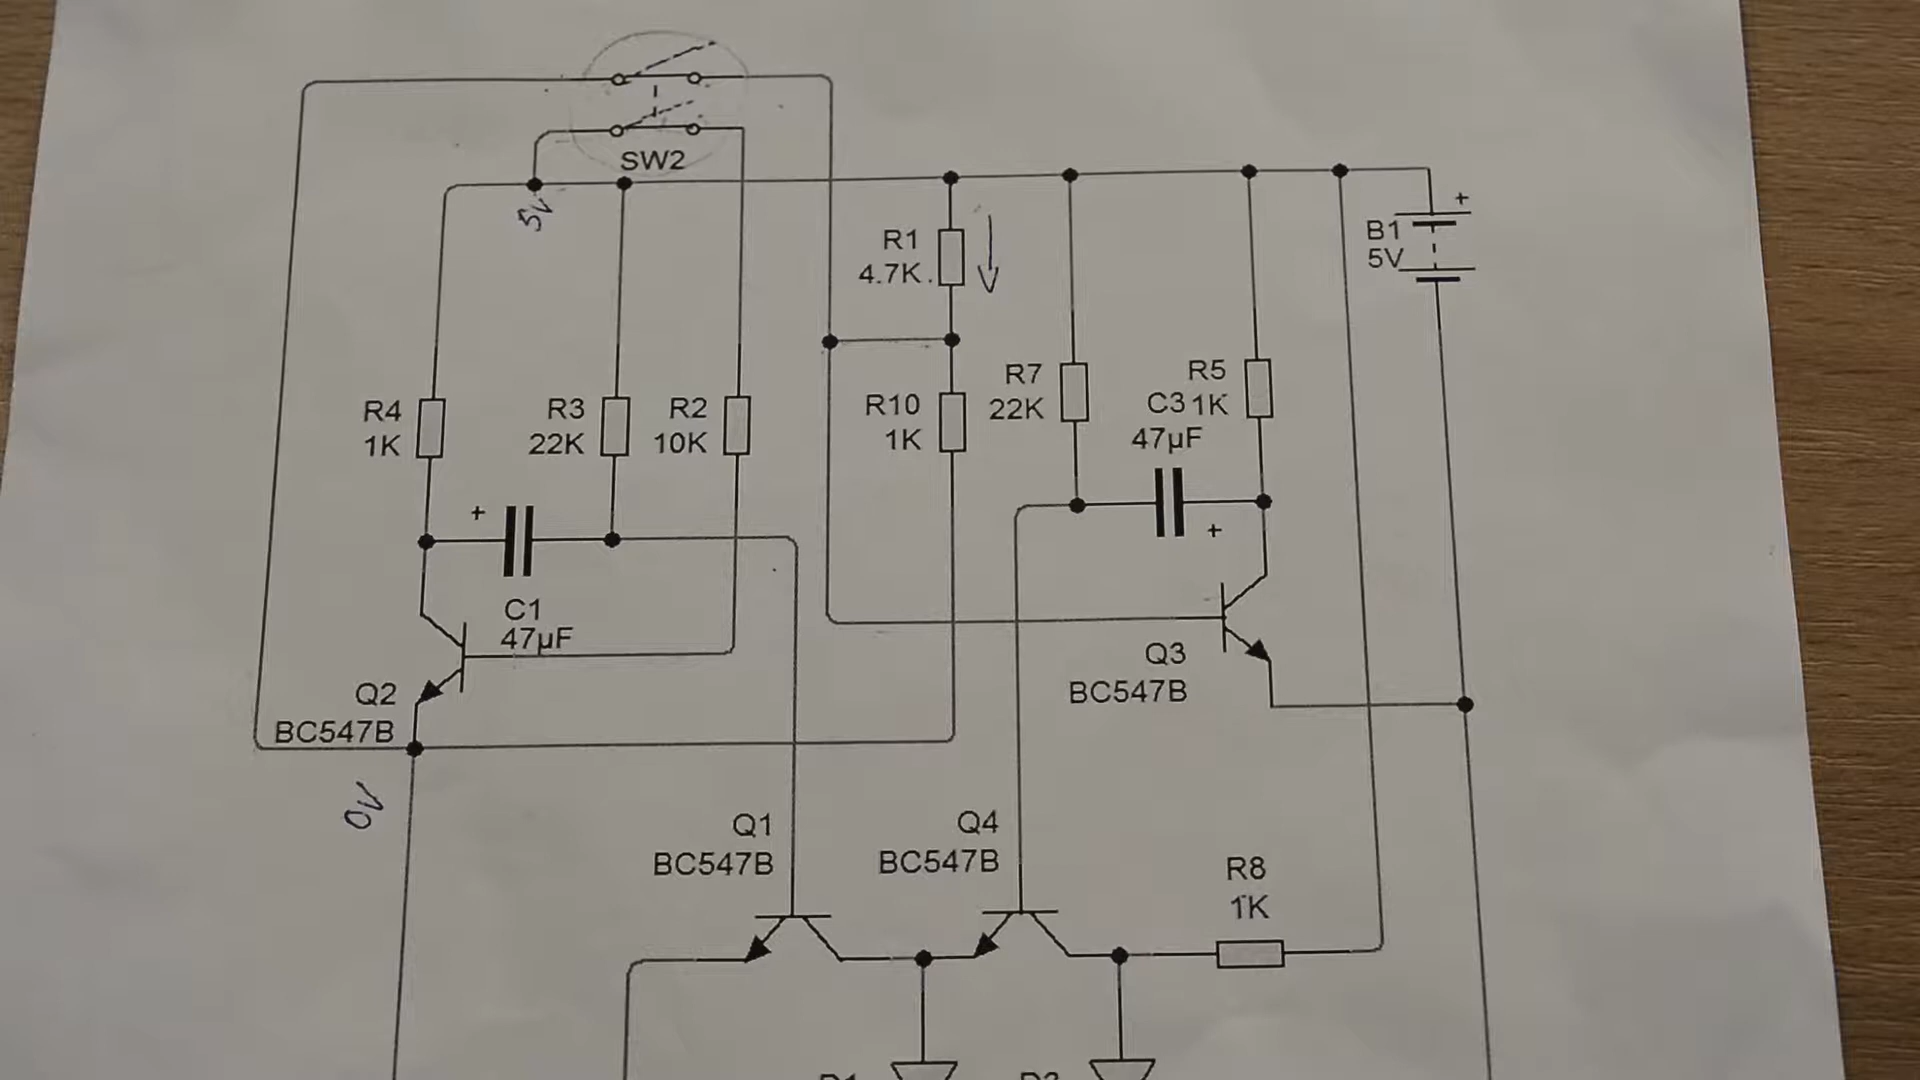 SW2
5V
R1
4.7K
B1
5V
+
R4
1K
R3
22K
R2
10K
R10
1K
R7
22K
R5
1K
C3
47µF
+
+
C1
47µF
Q2
BC547B
Q3
BC547B
0V
Q1
BC547B
Q4
BC547B
R8
1K